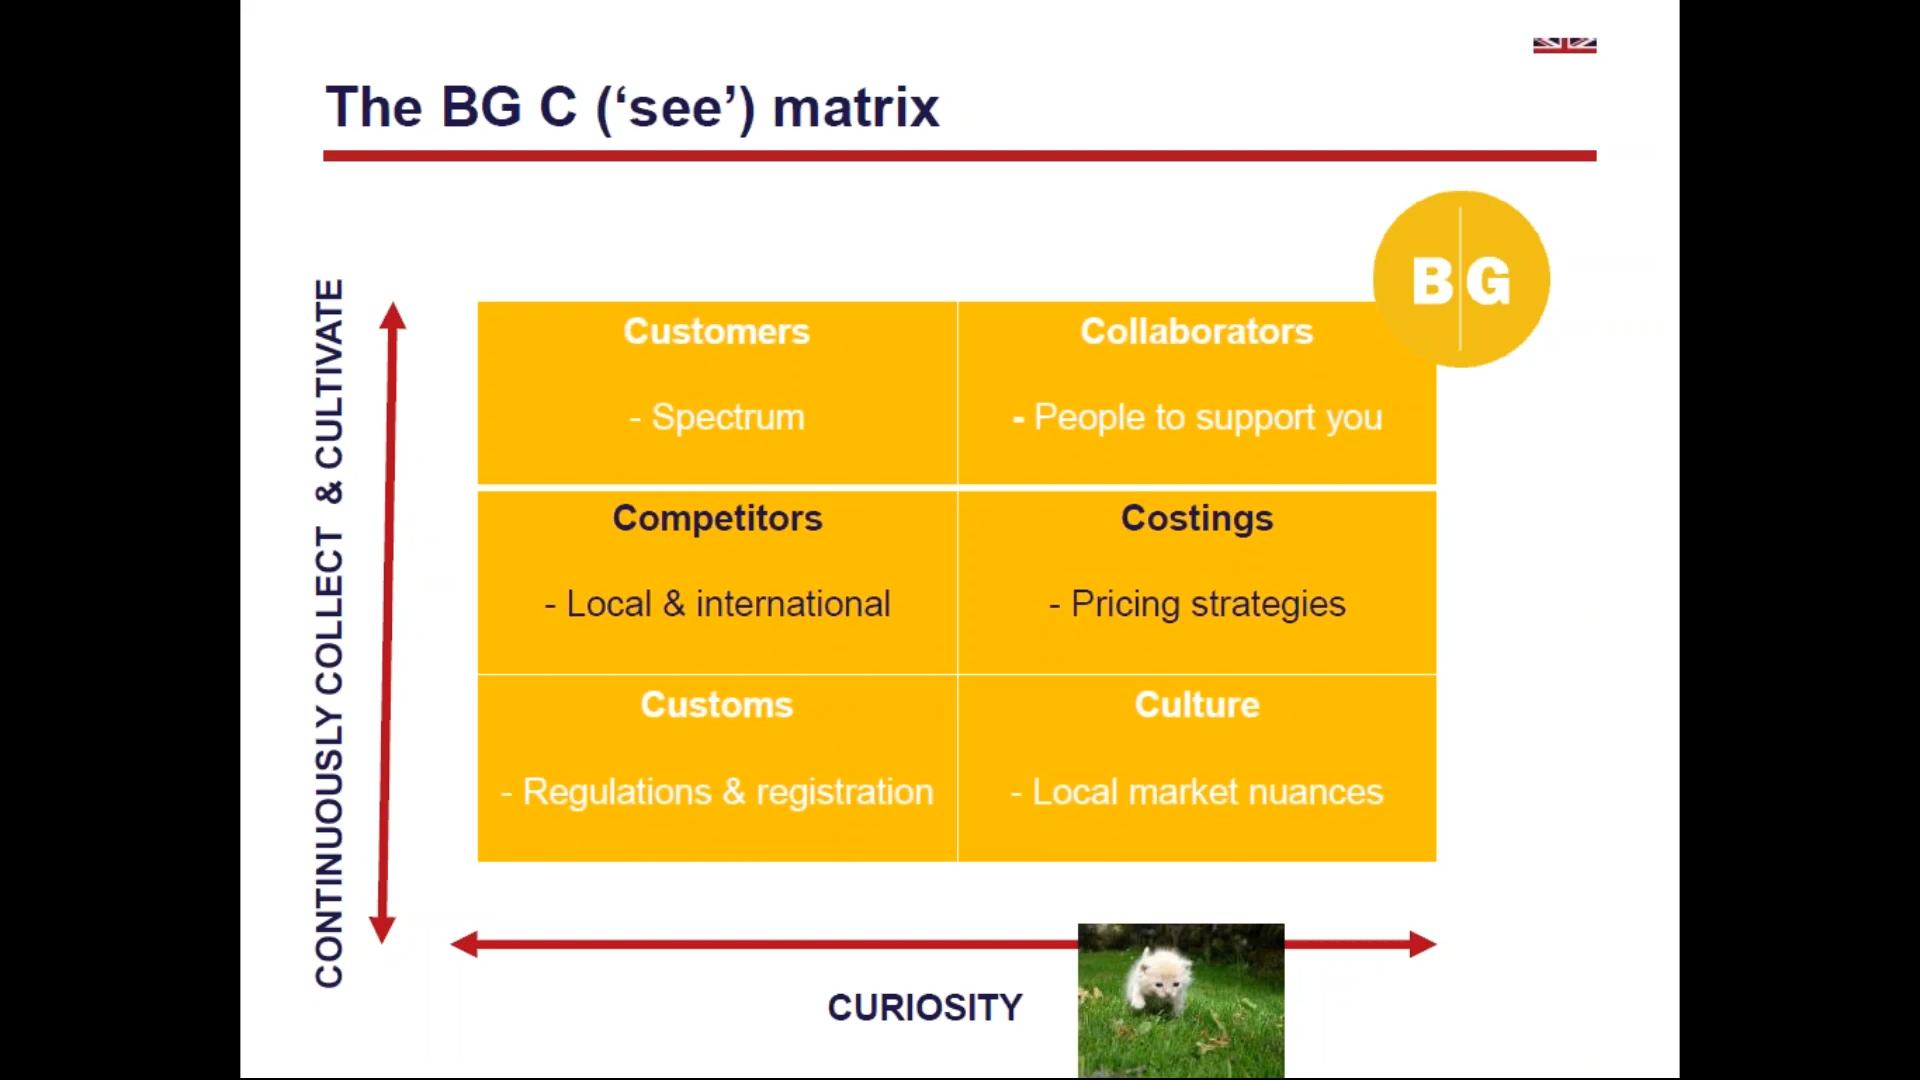 The BG C (‘see’) matrix
B G
CONTINUOUSLY COLLECT & CULTIVATE
Customers
- Spectrum
Collaborators
- People to support you
Competitors
- Local & international
Costings
- Pricing strategies
Customs
- Regulations & registration
Culture
- Local market nuances
CURIOSITY